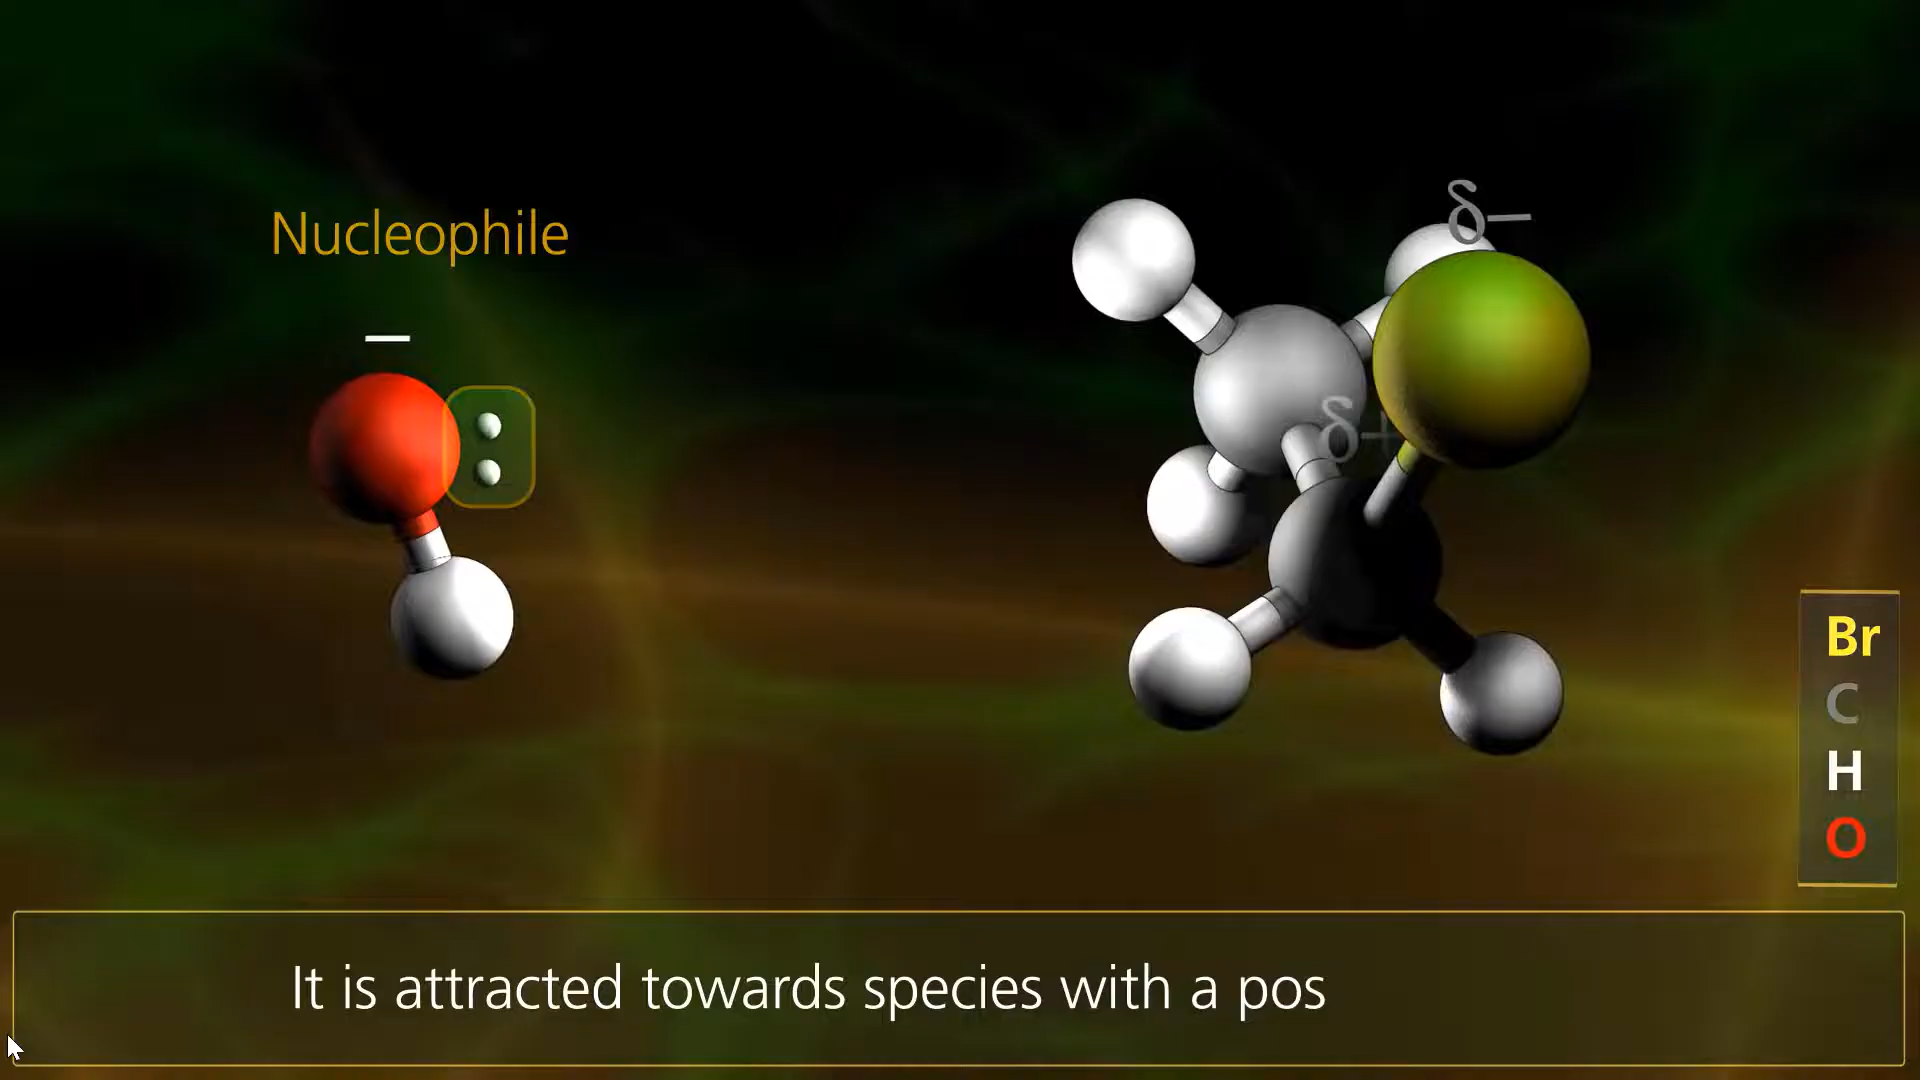 Nucleophile
–
δ–
δ+
Br
C
H
O
It is attracted towards species with a pos